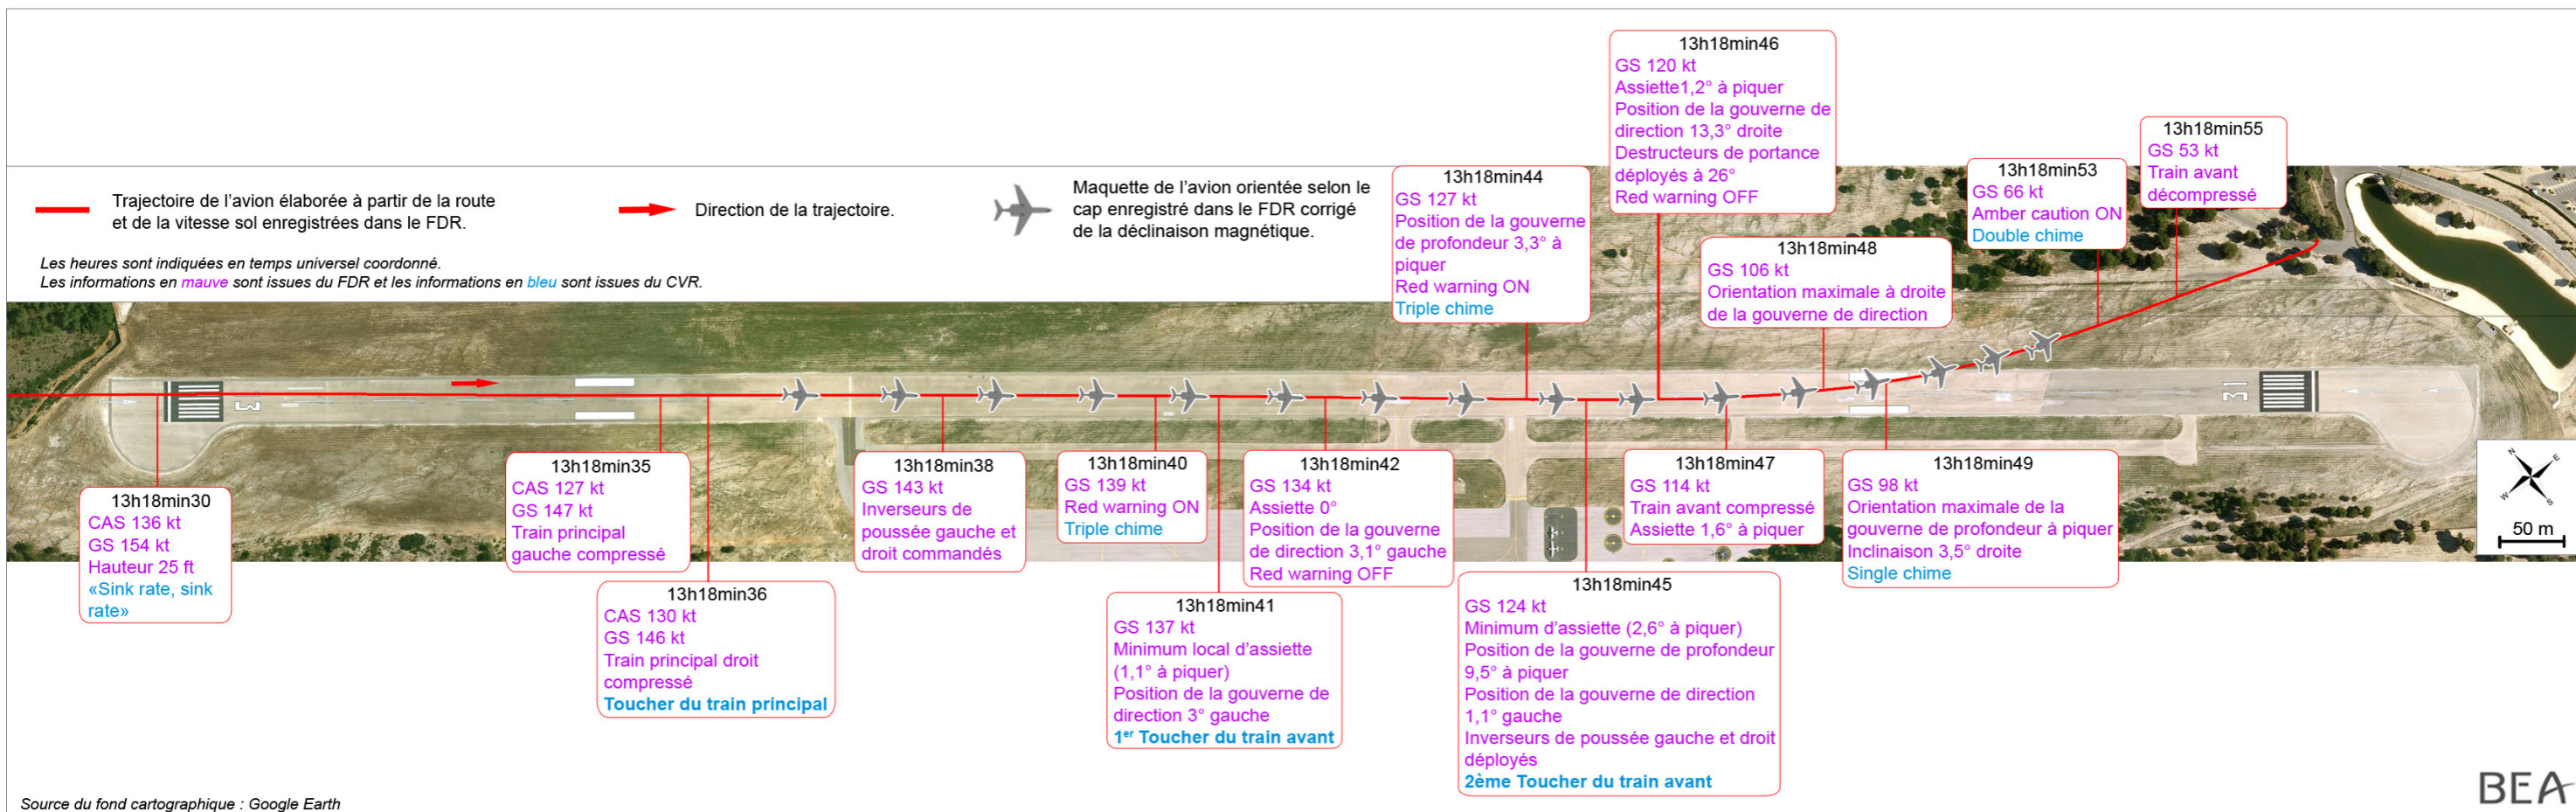 Trajectoire de l'avion élaborée à partir de la route
et de la vitesse sol enregistrées dans le FDR.
Direction de la trajectoire.
Maquette de l'avion orientée selon le
cap enregistré dans le FDR corrigé
de la déclinaison magnétique.
Les heures sont indiquées en temps universel coordonné.
Les informations en mauve sont issues du FDR et les informations en bleu sont issues du CVR.
13h18min30
CAS 136 kt
GS 154 kt
Hauteur 25 ft
«Sink rate, sink
rate»
13h18min35
CAS 127 kt
GS 147 kt
Train principal
gauche compressé
13h18min36
CAS 130 kt
GS 146 kt
Train principal droit
compressé
Toucher du train principal
13h18min38
GS 143 kt
Inverseurs de
poussée gauche et
droit commandés
13h18min40
GS 139 kt
Red warning ON
Triple chime
13h18min41
GS 137 kt
Minimum local d'assiette
(1,1° à piquer)
Position de la gouverne de
direction 3° gauche
1er Toucher du train avant
13h18min42
GS 134 kt
Assiette 0°
Position de la gouverne
de direction 3,1° gauche
Red warning OFF
13h18min44
GS 127 kt
Position de la gouverne
de profondeur 3,3° à
piquer
Red warning ON
Triple chime
13h18min45
GS 124 kt
Minimum d'assiette (2,6° à piquer)
Position de la gouverne de profondeur
9,5° à piquer
Position de la gouverne de direction
1,1° gauche
Inverseurs de poussée gauche et droit
déployés
2ème Toucher du train avant
13h18min46
GS 120 kt
Assiette1,2° à piquer
Position de la gouverne de
direction 13,3° droite
Destructeurs de portance
déployés à 26°
Red warning OFF
13h18min47
GS 114 kt
Train avant compressé
Assiette 1,6° à piquer
13h18min48
GS 106 kt
Orientation maximale à droite
de la gouverne de direction
13h18min49
GS 98 kt
Orientation maximale de la
gouverne de profondeur à piquer
Inclinaison 3,5° droite
Single chime
13h18min53
GS 66 kt
Amber caution ON
Double chime
13h18min55
GS 53 kt
Train avant
décompressé
13
31
N
E
W
S
50 m
Source du fond cartographique : Google Earth
BEA